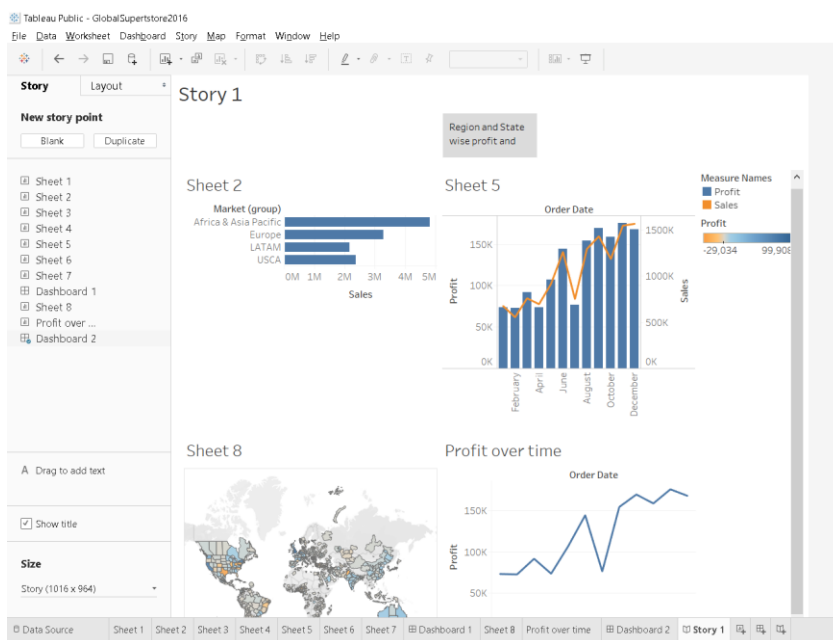 Tableau Public - GlobalSupertstore2016
File Data Worksheet Dashboard Story Map Format Window Help
Story Layout
New story point
Blank Duplicate
Sheet 1
Sheet 2
Sheet 3
Sheet 4
Sheet 5
Sheet 6
Sheet 7
Dashboard 1
Sheet 8
Profit over ...
Dashboard 2
A Drag to add text
Show title
Size
Story (1016 x 964)
Story 1
Region and State
wise profit and
Sheet 2
Market (group)
Africa & Asia Pacific
Europe
LATAM
USCA
0M 1M 2M 3M 4M 5M
Sales
Sheet 5
Order Date
150K
100K
50K
0K
Profit
1500K
1000K
500K
0K
Sales
February
April
June
August
October
December
Measure Names
Profit
Sales
Profit
-29,034 99,908
Sheet 8
Profit over time
Order Date
150K
100K
50K
Profit
Data Source Sheet 1 Sheet 2 Sheet 3 Sheet 4 Sheet 5 Sheet 6 Sheet 7 Dashboard 1 Sheet 8 Profit over time Dashboard 2 Story 1